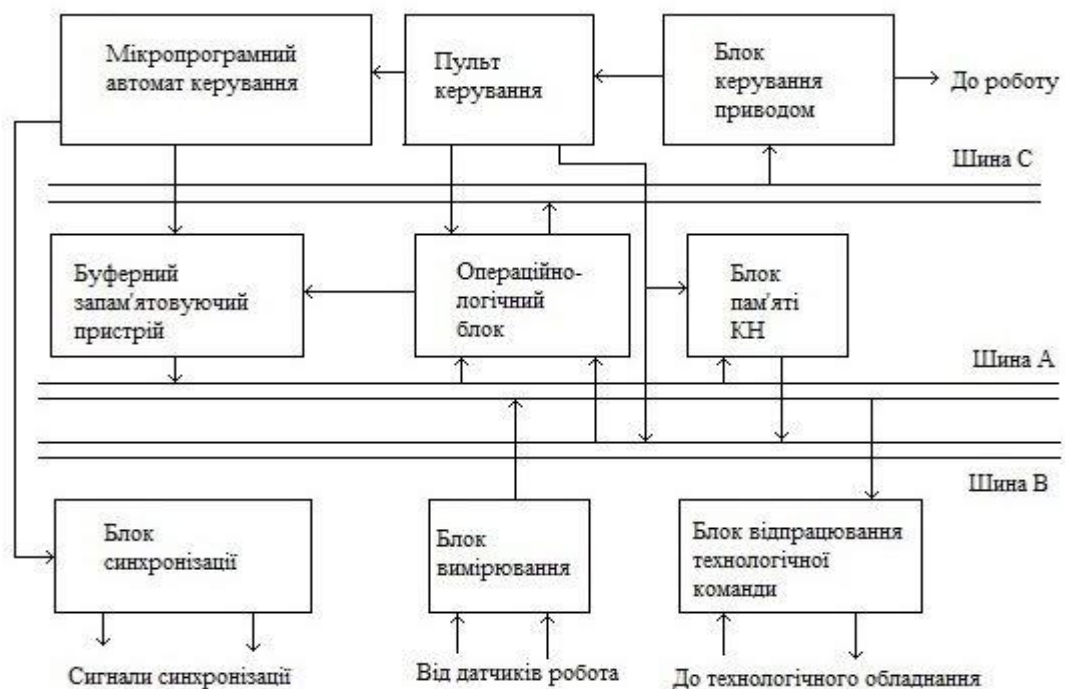 Мікропрограмний
автомат керування
Пульт
керування
Блок
керування
приводом
До роботу
Шина С
Буферний
запам'ятовуючий
пристрій
Операційно-
логічний
блок
Блок
пам'яті
КН
Шина А
Шина В
Блок
синхронізації
Блок
вимірювання
Блок відпрацювання
технологічної
команди
Сигнали синхронізації
Від датчиків робота
До технологічного обладнання